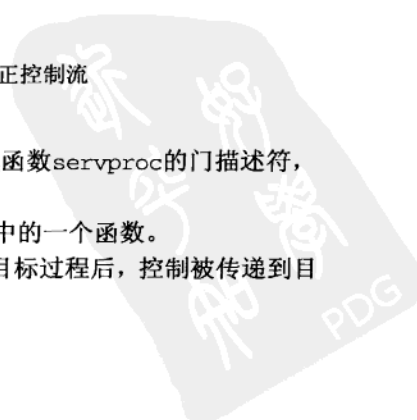 正控制流
函数servproc的门描述符，
中的一个函数。
目标过程后，控制被传递到目
PDG